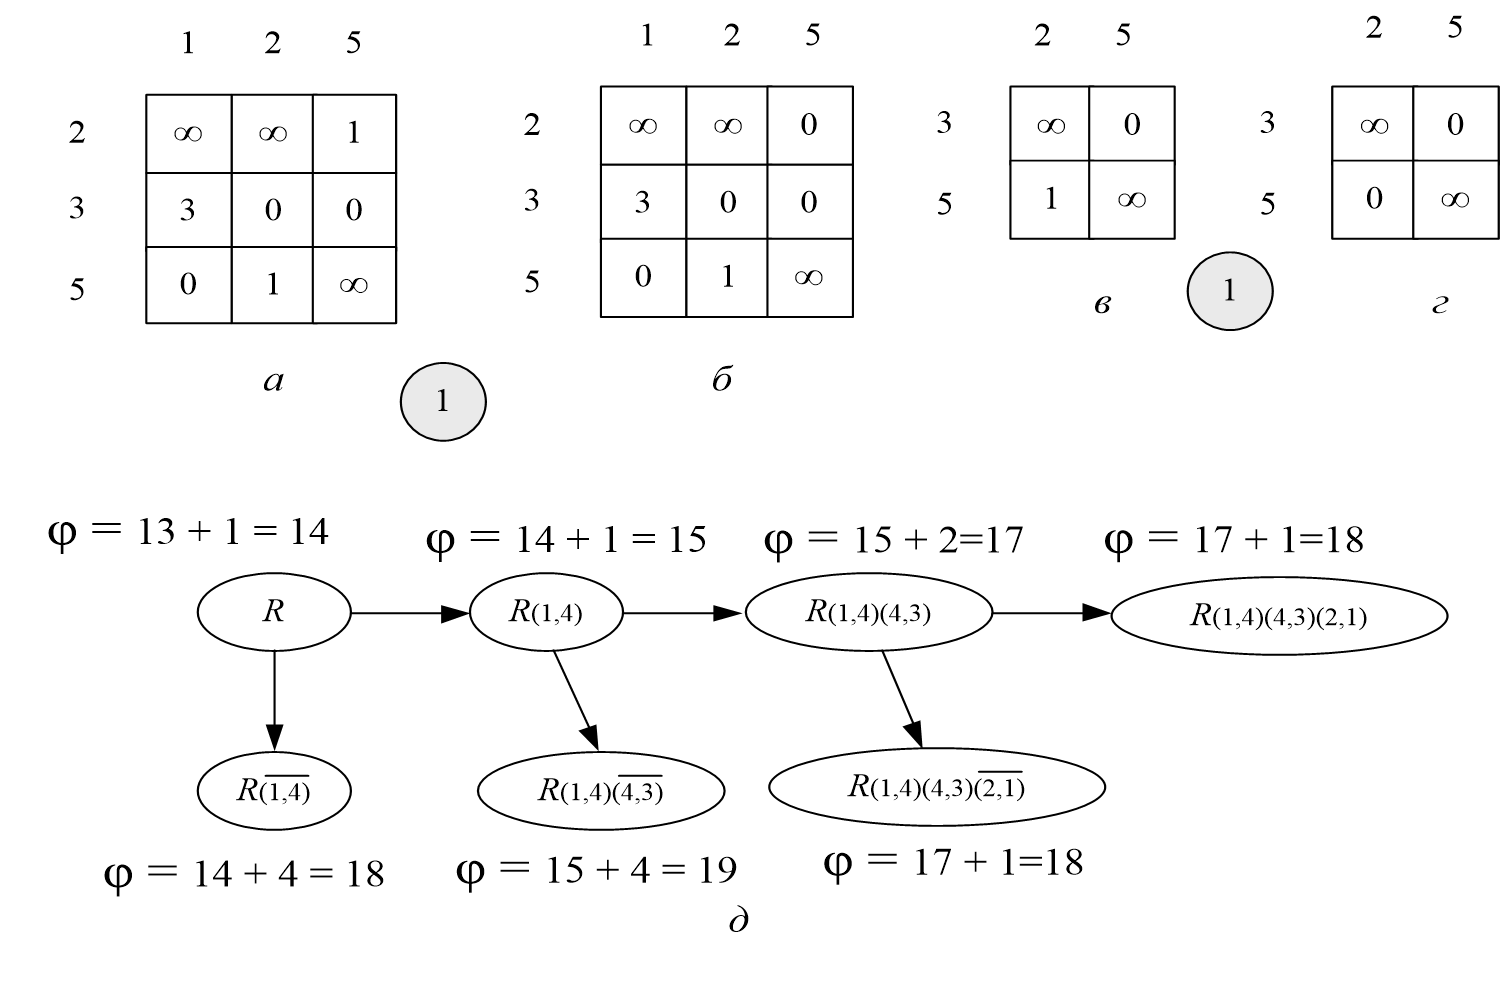 1 2 5
2 ∞ ∞ 1
3 3 0 0
5 0 1 ∞
а
1
1 2 5
2 ∞ ∞ 0
3 3 0 0
5 0 1 ∞
б
2 5
3 ∞ 0
5 1 ∞
в
1
2 5
3 ∞ 0
5 0 ∞
г
φ = 13 + 1 = 14
φ = 14 + 1 = 15
φ = 15 + 2=17
φ = 17 + 1=18
R
R(1,4)
R(1,4)(4,3)
R(1,4)(4,3)(2,1)
R(1,4)
R(1,4)(4,3)
R(1,4)(4,3)(2,1)
φ = 14 + 4 = 18
φ = 15 + 4 = 19
φ = 17 + 1=18
д